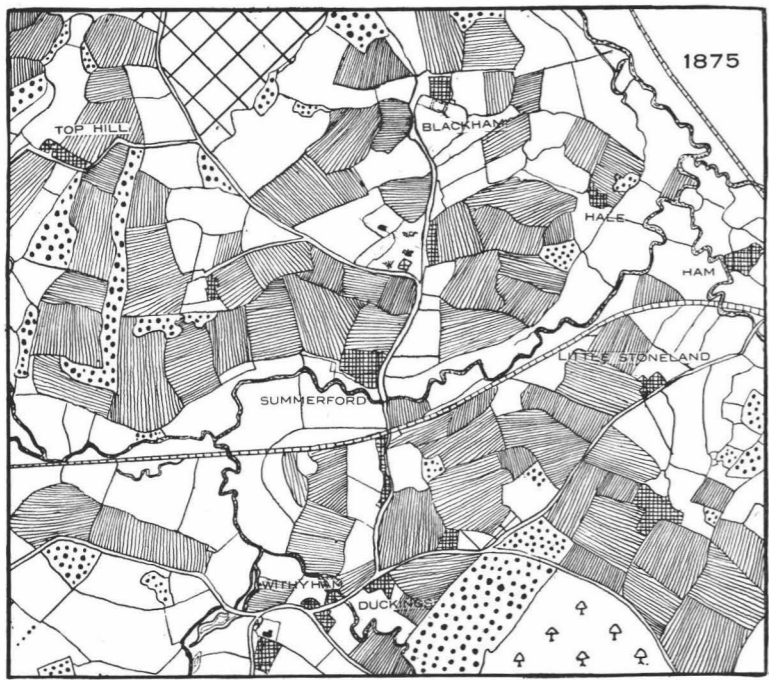 1875
TOP HILL
BLACKHAM
HALE
HAM
LITTLE STONELAND
SUMMERFORD
WITHYHAM
DUCKINGS